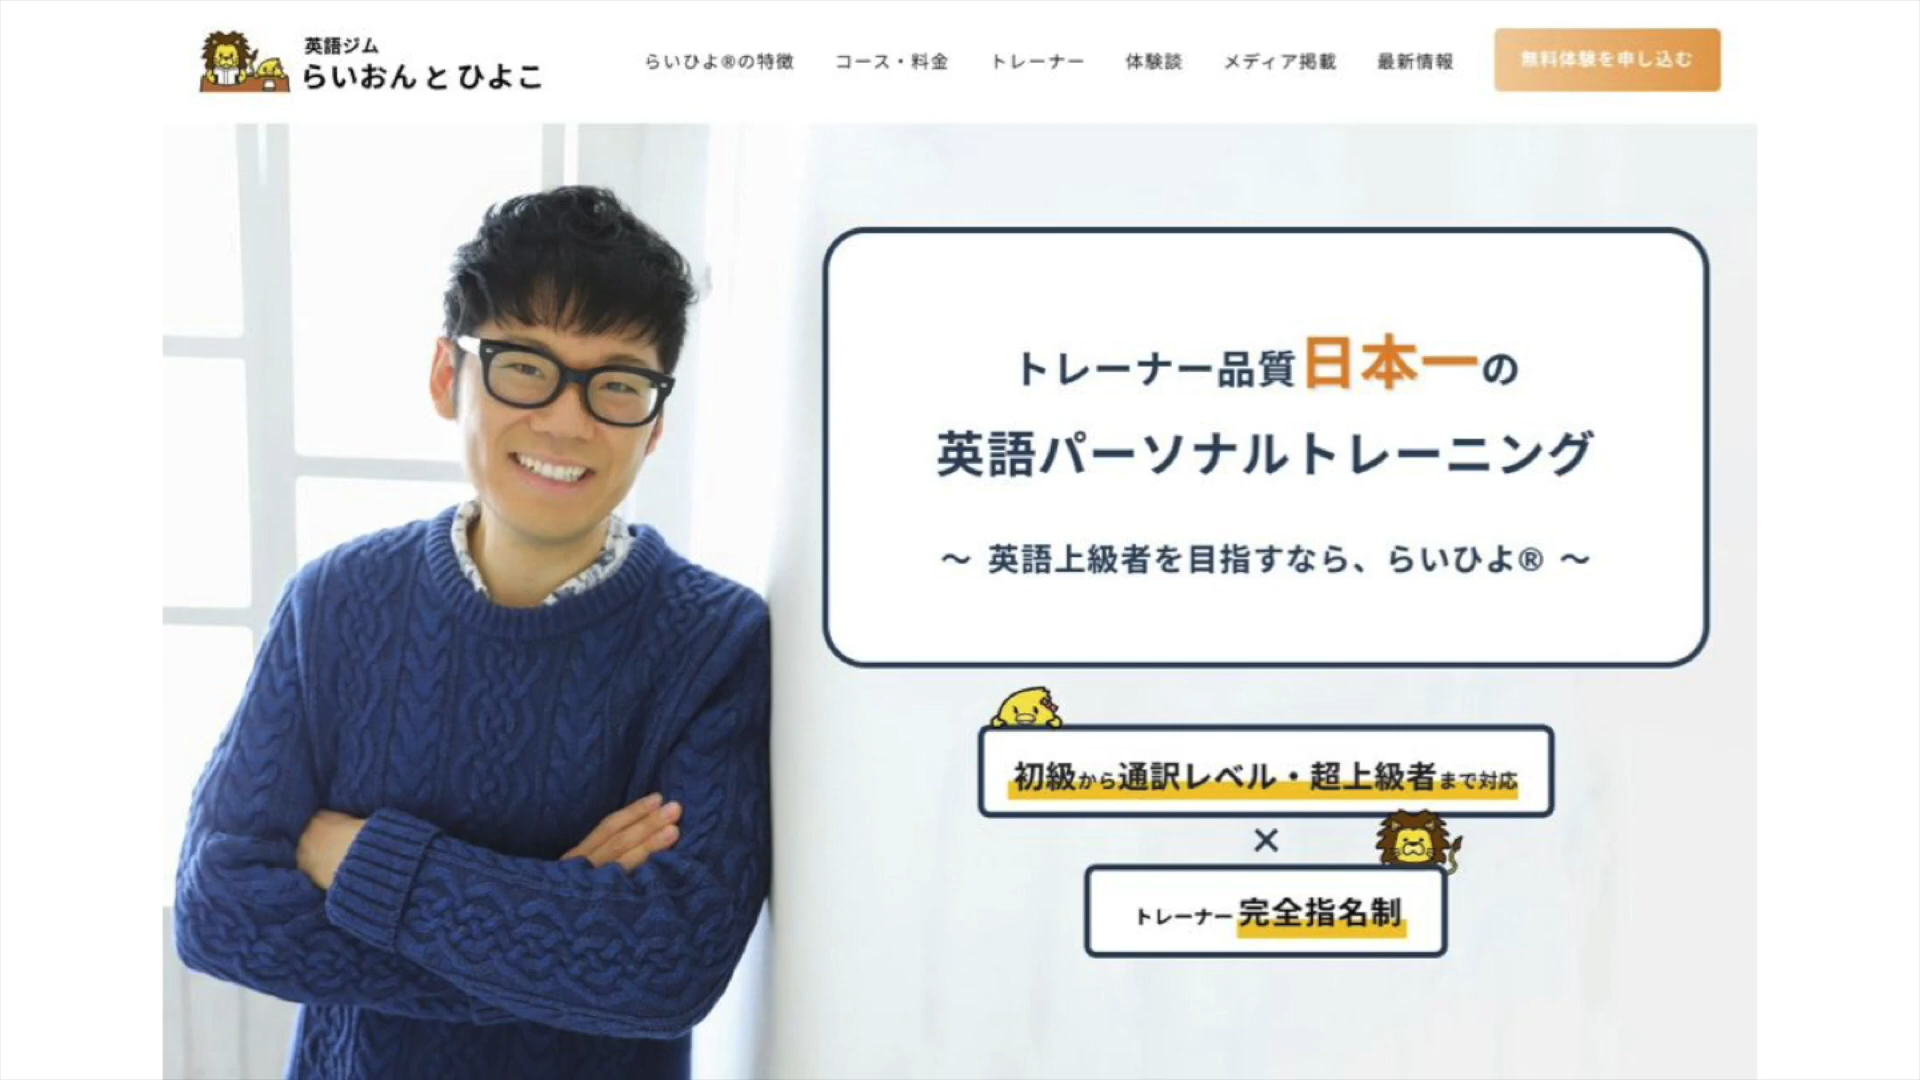 英語ジム
らいおん と ひよこ
らいひよ®の特徴
コース・料金
トレーナー
体験談
メディア掲載
最新情報
無料体験を申し込む
トレーナー品質日本一の
英語パーソナルトレーニング
〜 英語上級者を目指すなら、らいひよ® 〜
初級から通訳レベル・超上級者まで対応
×
トレーナー 完全指名制